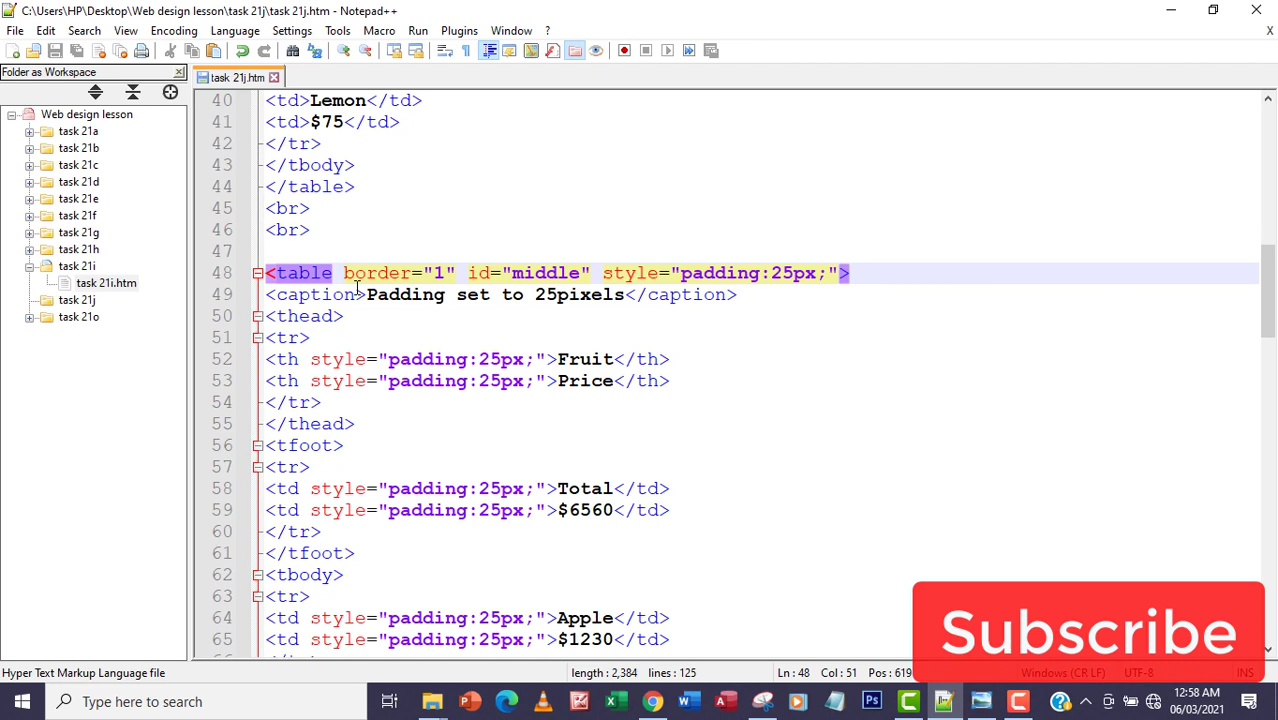 C:\Users\HP\Desktop\Web design lesson\task 21j\task 21j.htm - Notepad++
File Edit Search View Encoding Language Settings Tools Macro Run Plugins Window ?
Folder as Workspace
task 21j.htm
Web design lesson
task 21a
task 21b
task 21c
task 21d
task 21e
task 21f
task 21g
task 21h
task 21i
task 21i.htm
task 21j
task 21o
40 <td>Lemon</td>
41 <td>$75</td>
42 </tr>
43 </tbody>
44 </table>
45 <br>
46 <br>
47
48 <table border="1" id="middle" style="padding:25px;">
49 <caption>Padding set to 25pixels</caption>
50 <thead>
51 <tr>
52 <th style="padding:25px;">Fruit</th>
53 <th style="padding:25px;">Price</th>
54 </tr>
55 </thead>
56 <tfoot>
57 <tr>
58 <td style="padding:25px;">Total</td>
59 <td style="padding:25px;">$6560</td>
60 </tr>
61 </tfoot>
62 <tbody>
63 <tr>
64 <td style="padding:25px;">Apple</td>
65 <td style="padding:25px;">$1230</td>
Subscribe
Hyper Text Markup Language file length : 2,384 lines : 125 Ln : 48 Col : 51 Pos : 619 Windows (CR LF) UTF-8 INS
Type here to search
12:58 AM
06/03/2021